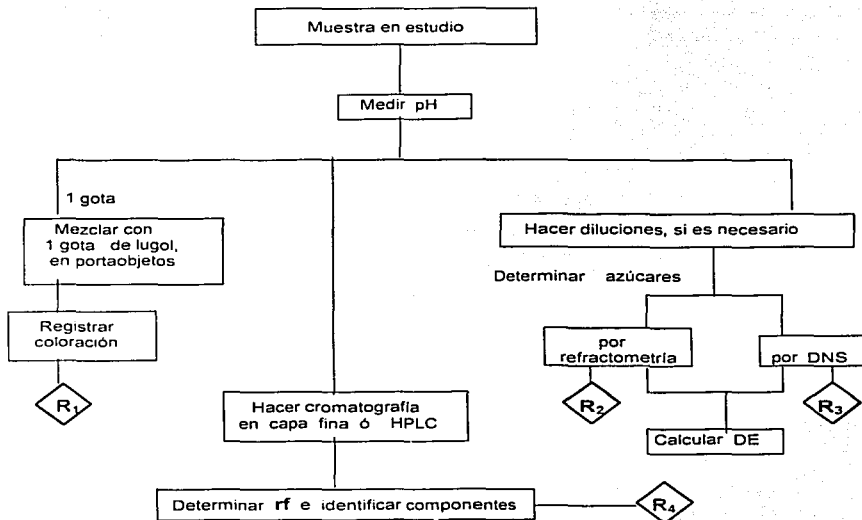 Muestra en estudio
Medir pH
1 gota
Mezclar con
1 gota de lugol,
en portaobjetos
Registrar
coloración
R1
Hacer cromatografía
en capa fina ó HPLC
Determinar rf e identificar componentes
R4
Hacer diluciones, si es necesario
Determinar azúcares
por
refractometría
R2
por DNS
R3
Calcular DE